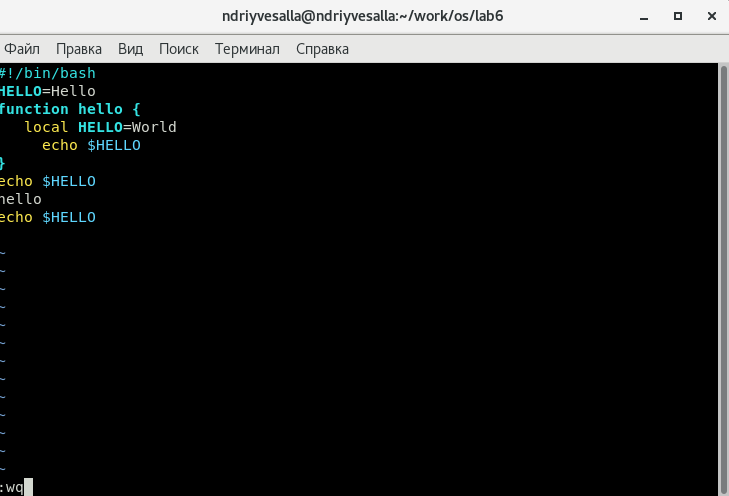 ndriyvesalla@ndriyvesalla:~/work/os/lab6
Файл Правка Вид Поиск Терминал Справка
#!/bin/bash
HELLO=Hello
function hello {
   local HELLO=World
     echo $HELLO
}
echo $HELLO
hello
echo $HELLO
~
~
~
~
~
~
~
~
~
~
~
~
~
:wq